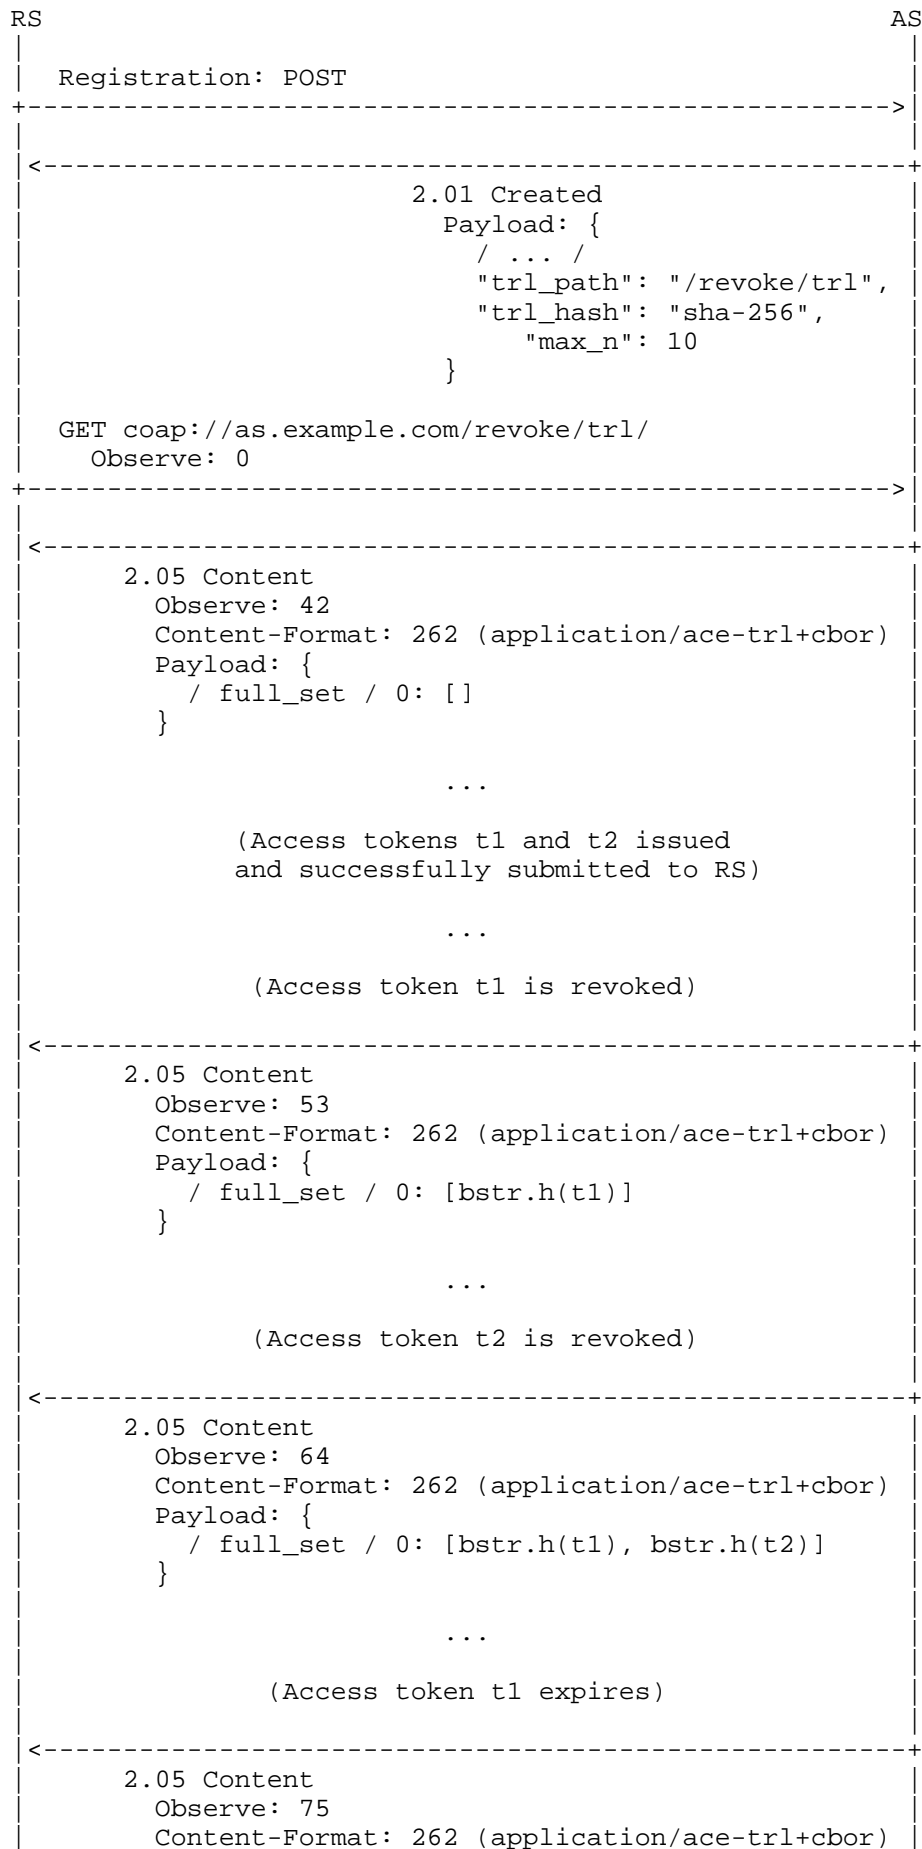 RS AS
Registration: POST
+------------------------------------------------------>
<------------------------------------------------------+
2.01 Created
Payload: {
/ ... /
"trl_path": "/revoke/trl",
"trl_hash": "sha-256",
"max_n": 10
}
GET coap://as.example.com/revoke/trl/
Observe: 0
+------------------------------------------------------>
<------------------------------------------------------+
2.05 Content
Observe: 42
Content-Format: 262 (application/ace-trl+cbor)
Payload: {
/ full_set / 0: []
}
...
(Access tokens t1 and t2 issued
and successfully submitted to RS)
...
(Access token t1 is revoked)
<------------------------------------------------------+
2.05 Content
Observe: 53
Content-Format: 262 (application/ace-trl+cbor)
Payload: {
/ full_set / 0: [bstr.h(t1)]
}
...
(Access token t2 is revoked)
<------------------------------------------------------+
2.05 Content
Observe: 64
Content-Format: 262 (application/ace-trl+cbor)
Payload: {
/ full_set / 0: [bstr.h(t1), bstr.h(t2)]
}
...
(Access token t1 expires)
<------------------------------------------------------+
2.05 Content
Observe: 75
Content-Format: 262 (application/ace-trl+cbor)